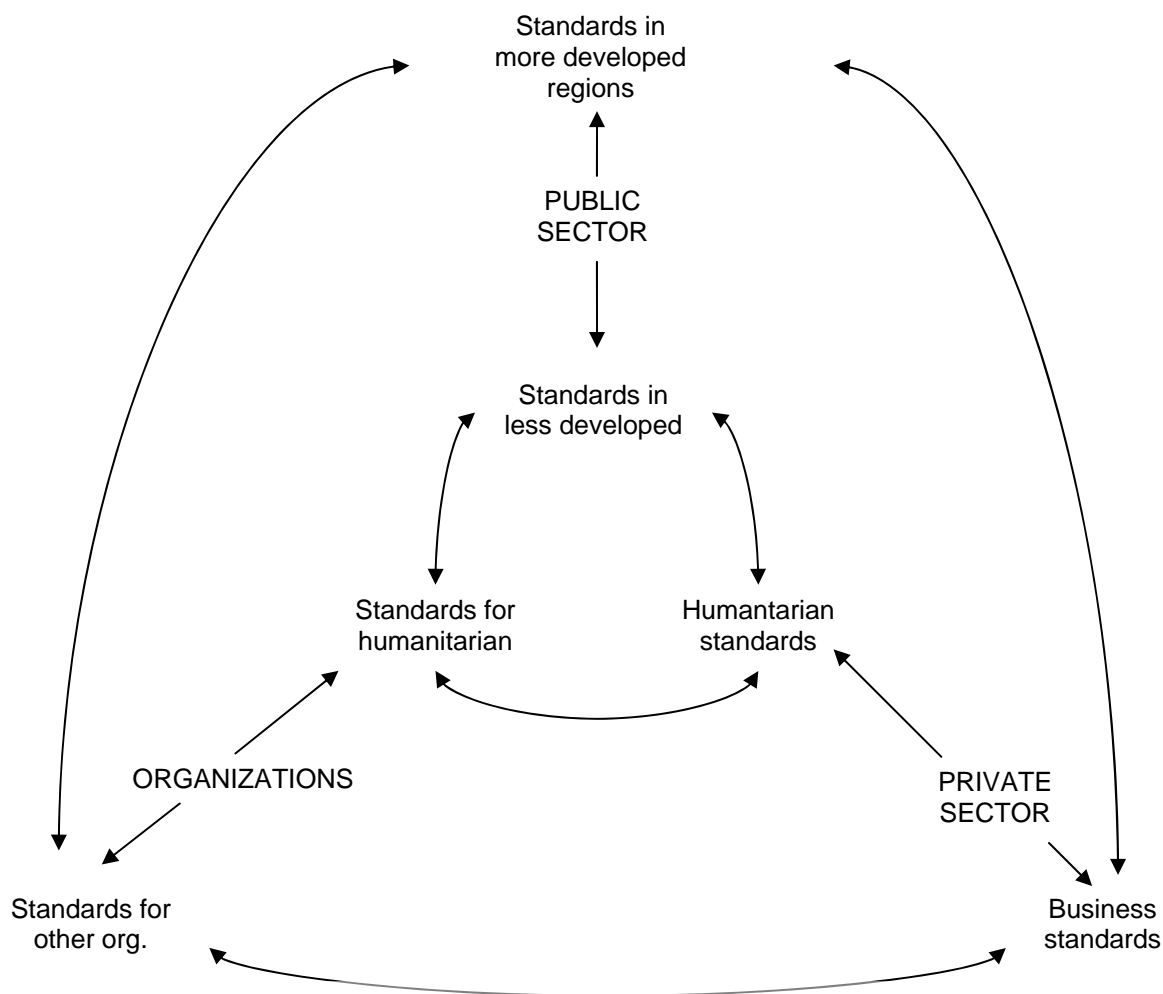 Standards in
more developed
regions
PUBLIC
SECTOR
Standards in
less developed
Standards for
humanitarian
Humantarian
standards
ORGANIZATIONS
PRIVATE
SECTOR
Standards for
other org.
Business
standards